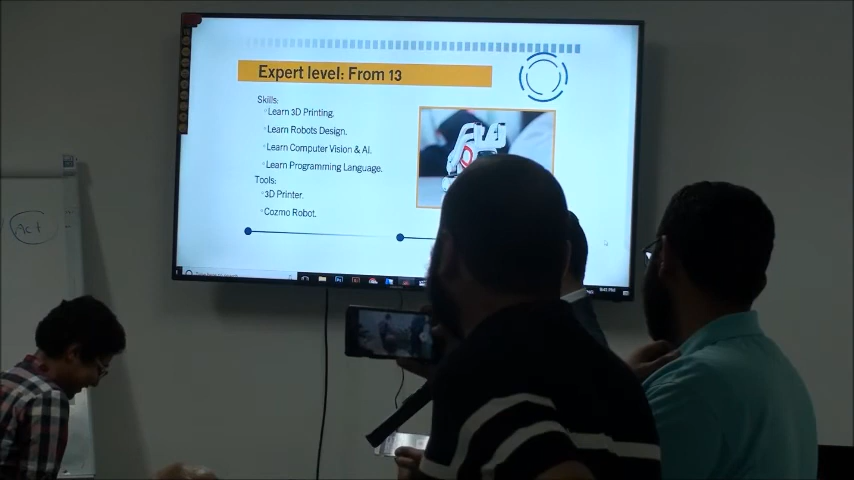 Expert level: From 13
Skills:
Learn 3D Printing.
Learn Robots Design.
Learn Computer Vision & AI.
Learn Programming Language.
Tools:
3D Printer.
Cozmo Robot.